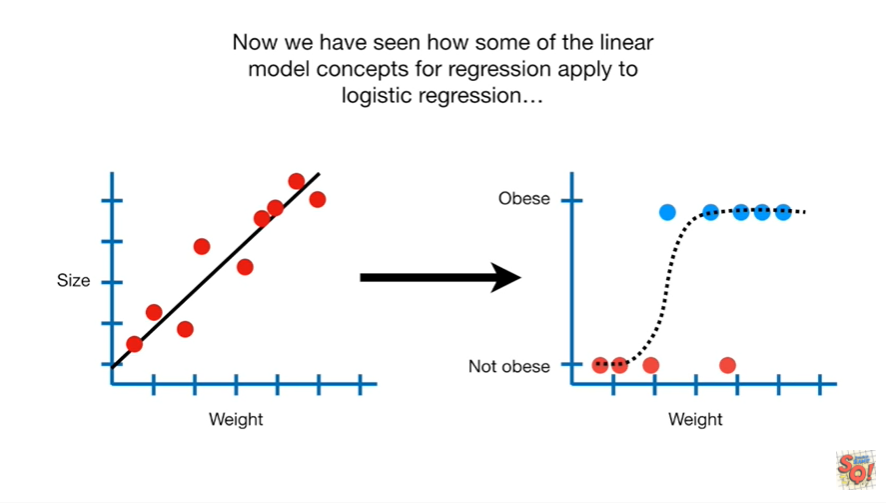 Now we have seen how some of the linear
model concepts for regression apply to
logistic regression…
Size
Weight
Obese
Not obese
Weight
SQ!